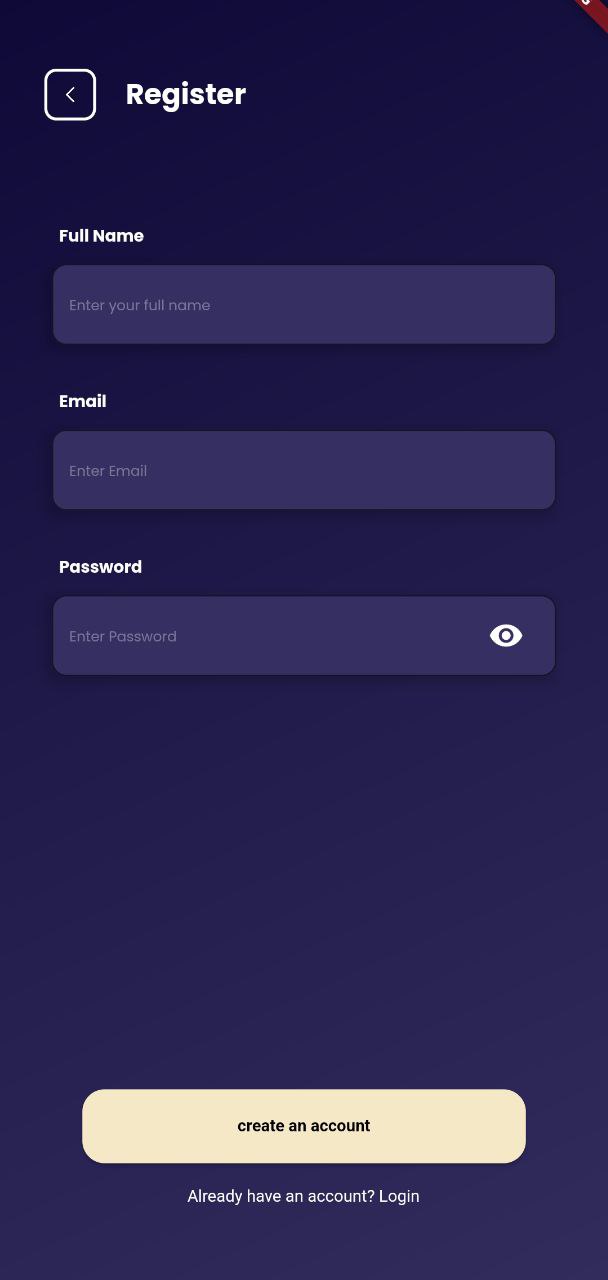 Register
Full Name
Enter your full name
Email
Enter Email
Password
Enter Password
create an account
Already have an account? Login